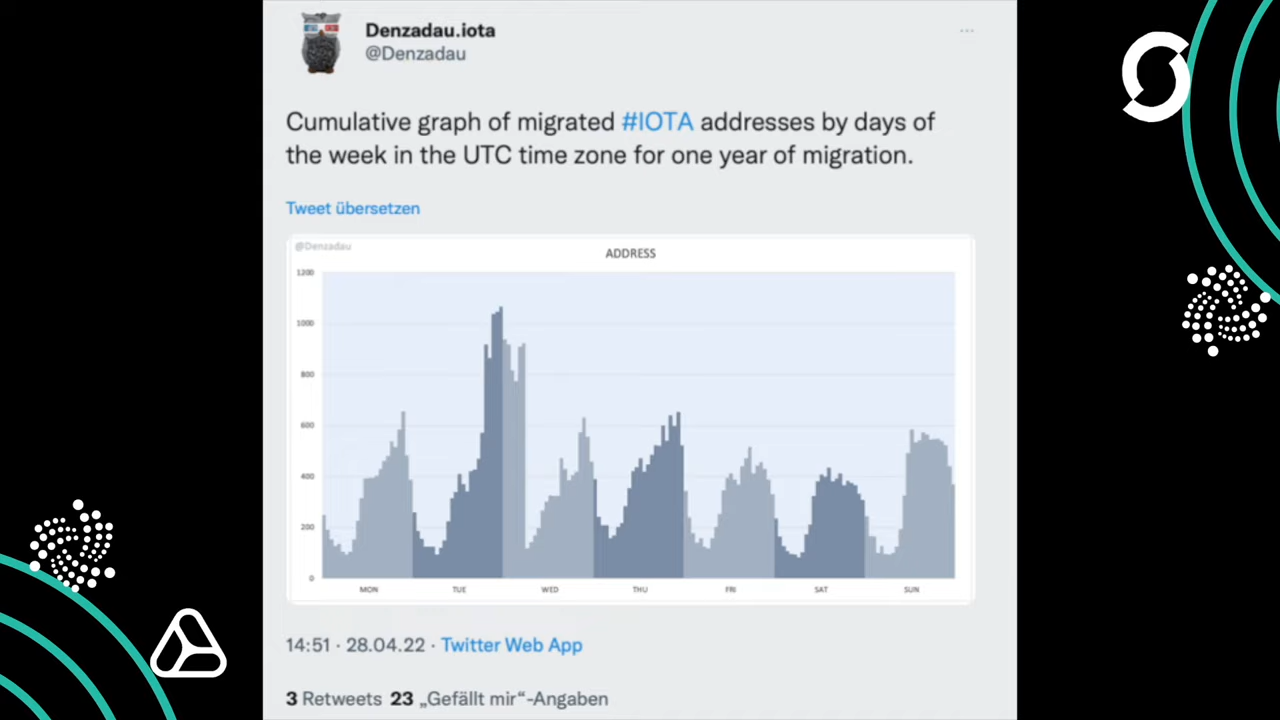 Denzadau.iota
@Denzadau
...
Cumulative graph of migrated #IOTA addresses by days of
the week in the UTC time zone for one year of migration.
Tweet übersetzen
@Denzadau
ADDRESS
1200
1000
800
600
400
200
0
MON TUE WED THU FRI SAT SUN
14:51 · 28.04.22 · Twitter Web App
3 Retweets 23 „Gefällt mir“-Angaben